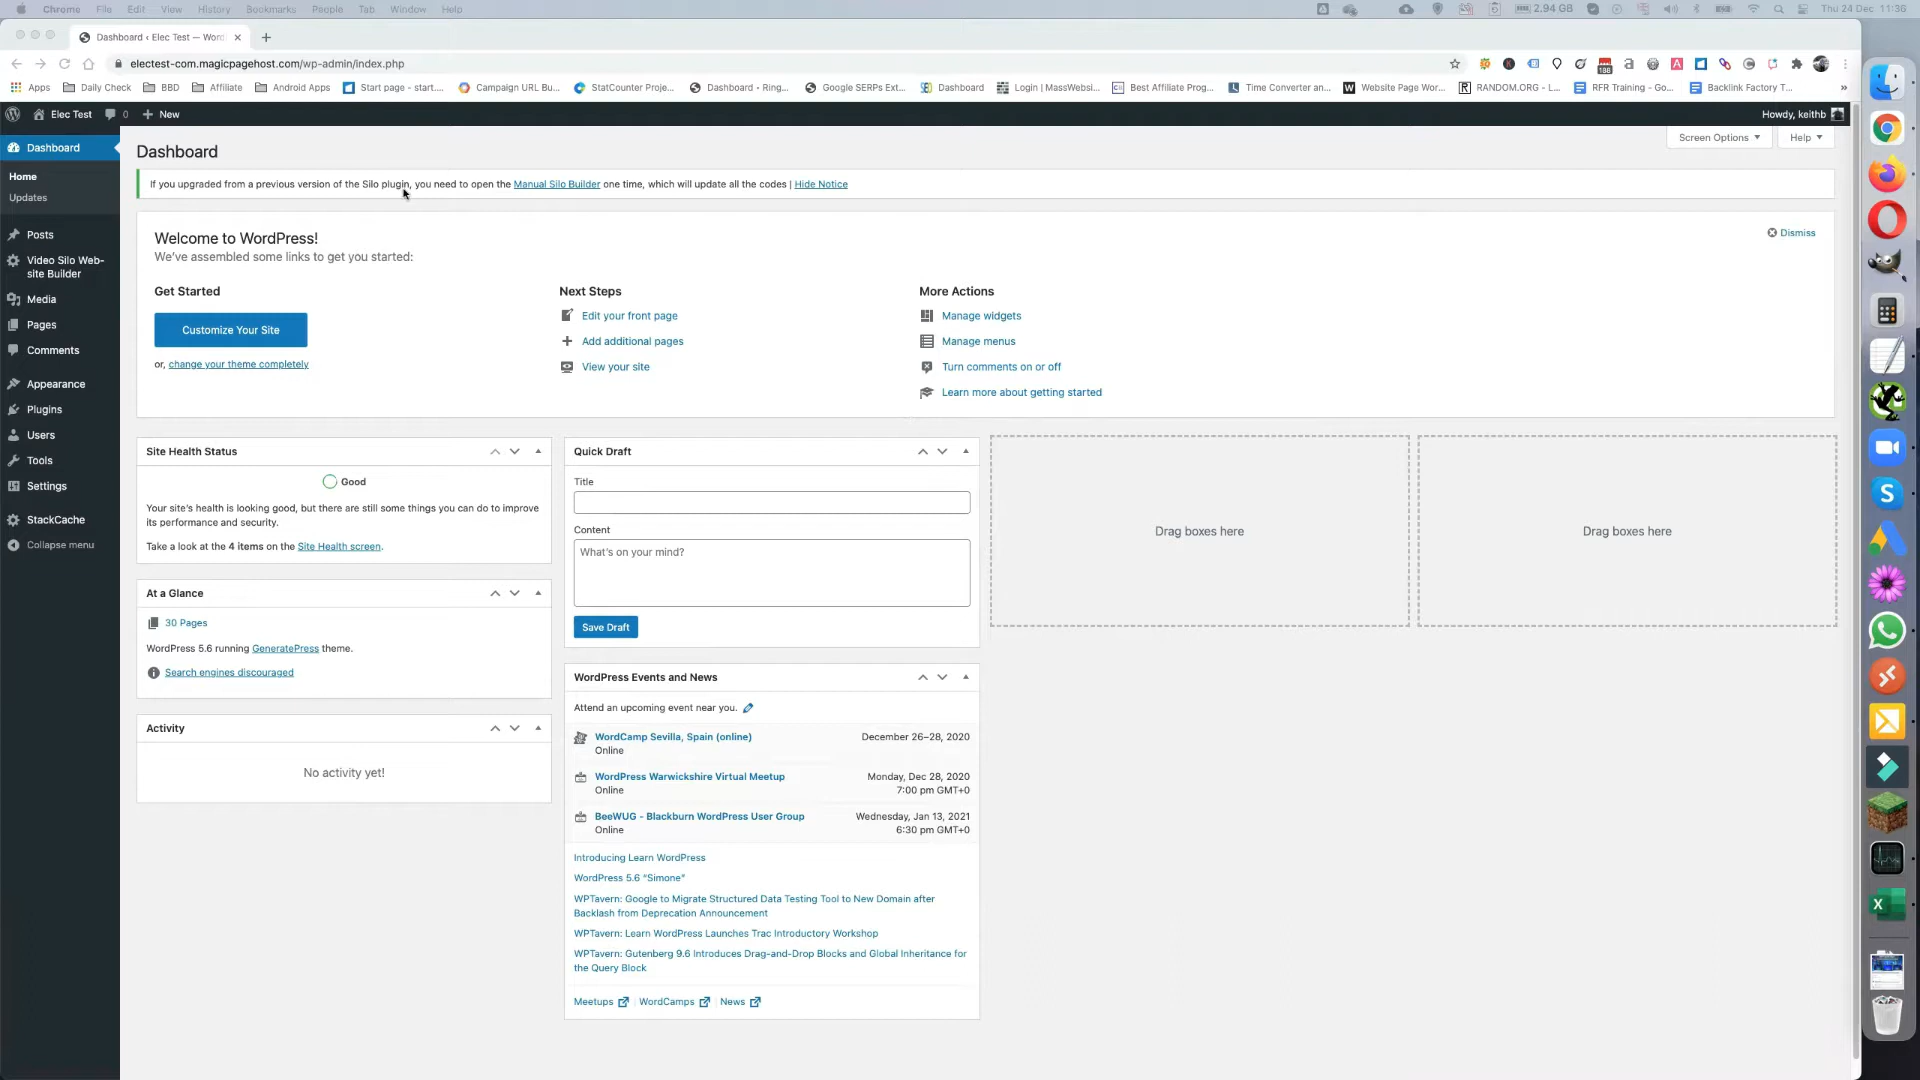 Chrome File Edit View History Bookmarks People Tab Window Help
2.94 GB
Thu 24 Dec 11:36
Dashboard ‹ Elec Test — Word
electest-com.magicpagehost.com/wp-admin/index.php
186
Apps Daily Check BBD Affiliate Android Apps Start page - start.... Campaign URL Bu... StatCounter Proje... Dashboard - Ring... Google SERPs Ext... Dashboard Login | MassWebsi... Best Affiliate Prog... Time Converter an... Website Page Wor... RANDOM.ORG - L... RFR Training - Go... Backlink Factory T... »
Elec Test 0 + New
Howdy, keithb
Dashboard
Home
Updates
Posts
Video Silo Web-
site Builder
Media
Pages
Comments
Appearance
Plugins
Users
Tools
Settings
StackCache
Collapse menu
Screen Options
Help
Dashboard
If you upgraded from a previous version of the Silo plugin, you need to open the Manual Silo Builder one time, which will update all the codes | Hide Notice
Welcome to WordPress!
We've assembled some links to get you started:
Dismiss
Get Started
Customize Your Site
or, change your theme completely
Next Steps
Edit your front page
Add additional pages
View your site
More Actions
Manage widgets
Manage menus
Turn comments on or off
Learn more about getting started
Site Health Status
Good
Your site's health is looking good, but there are still some things you can do to improve
its performance and security.
Take a look at the 4 items on the Site Health screen.
At a Glance
30 Pages
WordPress 5.6 running GeneratePress theme.
Search engines discouraged
Activity
No activity yet!
Quick Draft
Title
Content
What's on your mind?
Save Draft
WordPress Events and News
Attend an upcoming event near you.
WordCamp Sevilla, Spain (online) December 26–28, 2020
Online
WordPress Warwickshire Virtual Meetup Monday, Dec 28, 2020
Online 7:00 pm GMT+0
BeeWUG - Blackburn WordPress User Group Wednesday, Jan 13, 2021
Online 6:30 pm GMT+0
Introducing Learn WordPress
WordPress 5.6 “Simone”
WPTavern: Google to Migrate Structured Data Testing Tool to New Domain after
Backlash from Deprecation Announcement
WPTavern: Learn WordPress Launches Trac Introductory Workshop
WPTavern: Gutenberg 9.6 Introduces Drag-and-Drop Blocks and Global Inheritance for
the Query Block
Meetups | WordCamps | News
Drag boxes here
Drag boxes here